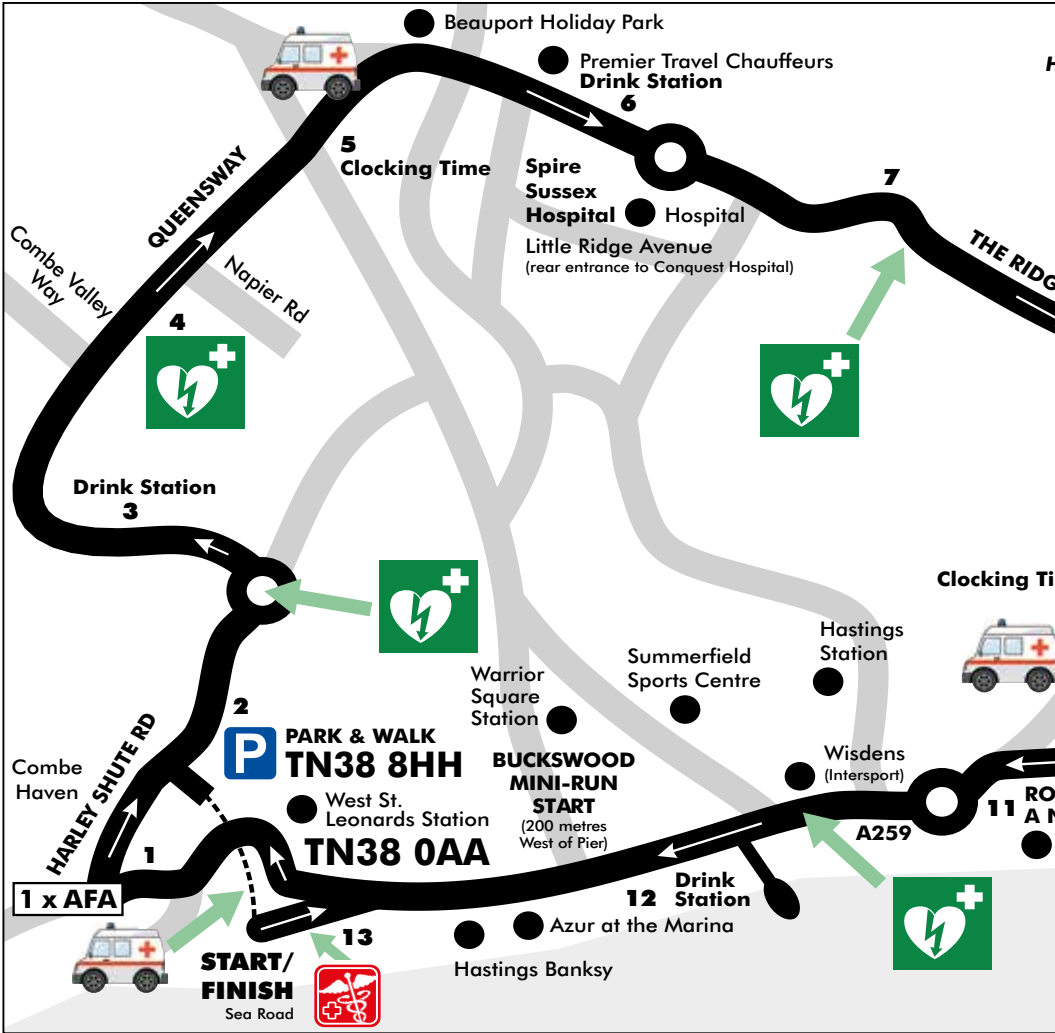 Beauport Holiday Park
Premier Travel Chauffeurs
Drink Station
6
H
5
Clocking Time
Spire
Sussex
Hospital
Hospital
Little Ridge Avenue
(rear entrance to Conquest Hospital)
7
THE RIDG
QUEENSWAY
Combe Valley
Way
Napier Rd
4
Drink Station
3
Clocking Ti
Hastings
Station
Summerfield
Sports Centre
Warrior
Square
Station
2
P
PARK & WALK
TN38 8HH
BUCKSWOOD
MINI-RUN
START
(200 metres
West of Pier)
Wisdens
(Intersport)
Combe
Haven
HARLEY SHUTE RD
West St.
Leonards Station
TN38 0AA
A259
11
RO
A N
1
1 x AFA
12
Drink
Station
Azur at the Marina
Hastings Banksy
13
START/
FINISH
Sea Road